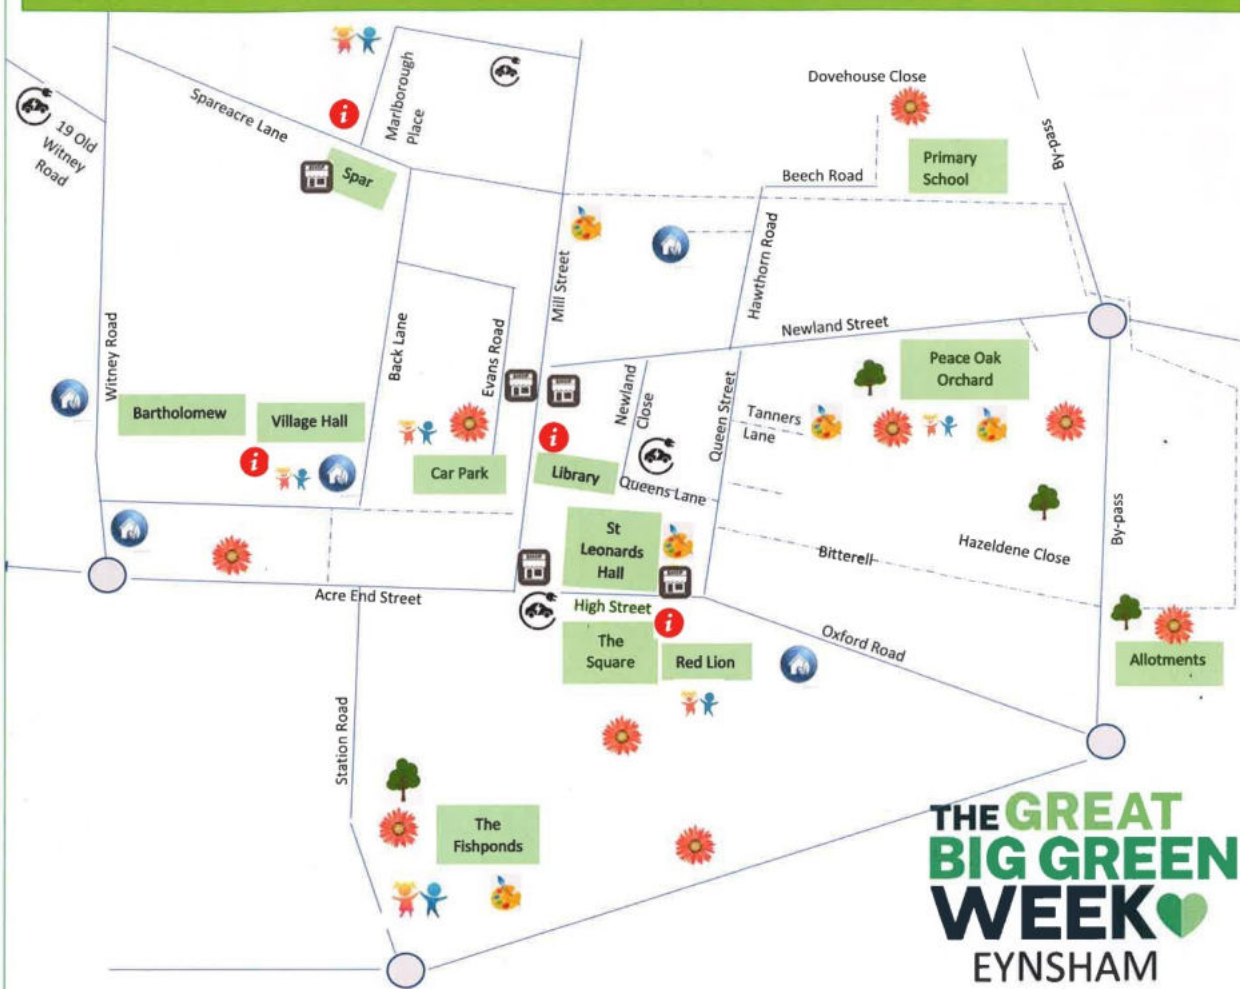 Dovehouse Close
Marlborough
Place
Spareacre Lane
By-pass
19 Old
Witney
Road
Primary
School
Spar
Beech Road
Hawthorn Road
Mill Street
Newland Street
Witney Road
Back Lane
Evans Road
Peace Oak
Orchard
Newland
Close
Queen Street
Tanners
Lane
Bartholomew
Village Hall
Car Park
Library
Queens Lane
St
Leonards
Hall
Bitterell
Hazeldene Close
By-pass
Acre End Street
High Street
The
Square
Red Lion
Oxford Road
Allotments
Station Road
The
Fishponds
THE GREAT
BIG GREEN
WEEK
EYNSHAM